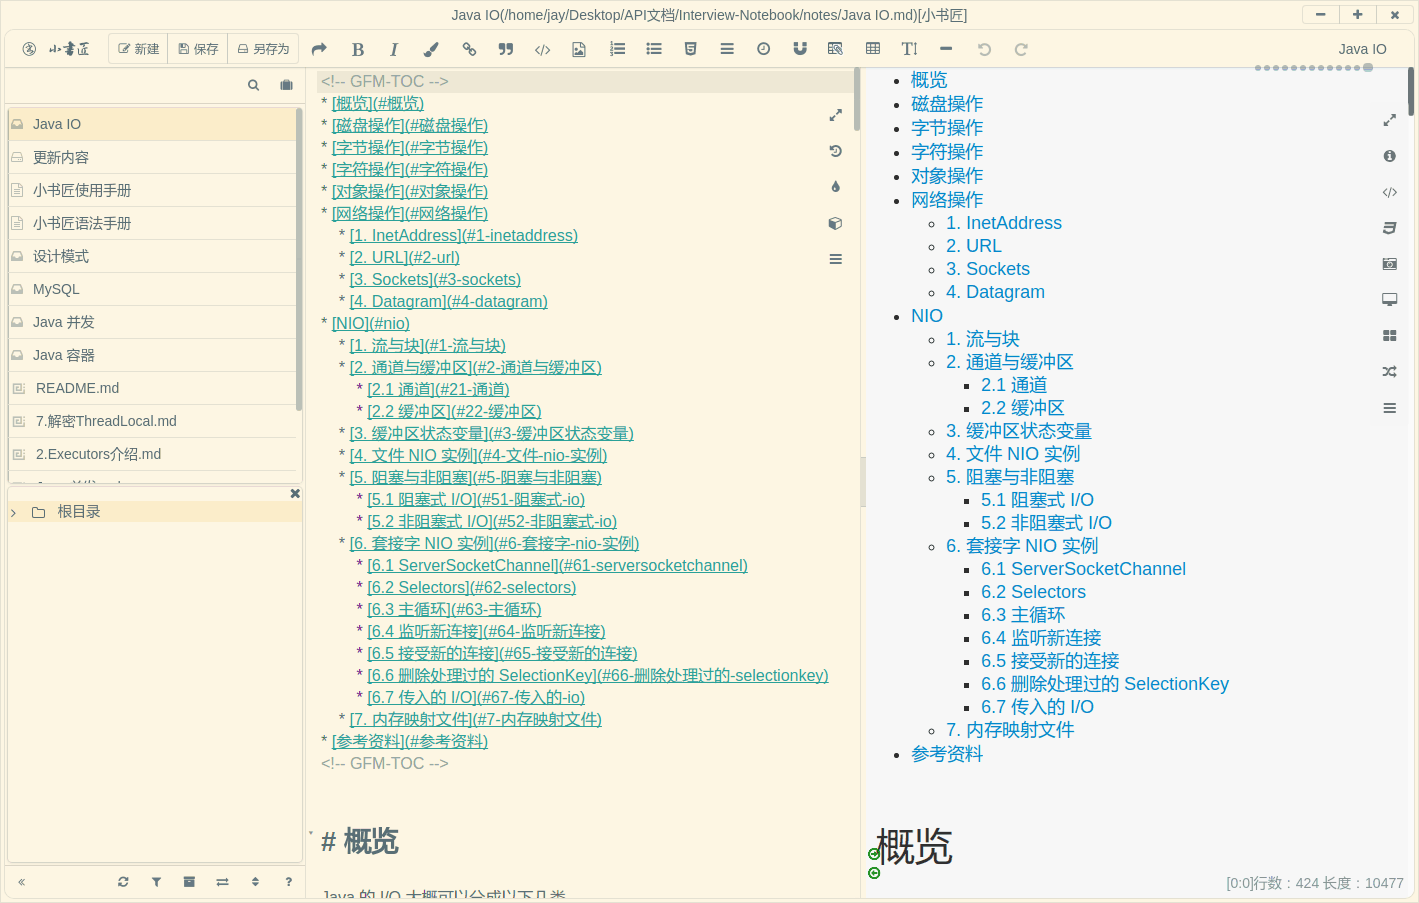 Java IO(/home/jay/Desktop/API文档/Interview-Notebook/notes/Java IO.md)[小书匠]
小书匠 新建 保存 另存为 Java IO
Java IO
更新内容
小书匠使用手册
小书匠语法手册
设计模式
MySQL
Java 并发
Java 容器
README.md
7.解密ThreadLocal.md
2.Executors介绍.md
根目录
<!-- GFM-TOC -->
* [概览](#概览)
* [磁盘操作](#磁盘操作)
* [字节操作](#字节操作)
* [字符操作](#字符操作)
* [对象操作](#对象操作)
* [网络操作](#网络操作)
* [1. InetAddress](#1-inetaddress)
* [2. URL](#2-url)
* [3. Sockets](#3-sockets)
* [4. Datagram](#4-datagram)
* [NIO](#nio)
* [1. 流与块](#1-流与块)
* [2. 通道与缓冲区](#2-通道与缓冲区)
* [2.1 通道](#21-通道)
* [2.2 缓冲区](#22-缓冲区)
* [3. 缓冲区状态变量](#3-缓冲区状态变量)
* [4. 文件 NIO 实例](#4-文件-nio-实例)
* [5. 阻塞与非阻塞](#5-阻塞与非阻塞)
* [5.1 阻塞式 I/O](#51-阻塞式-io)
* [5.2 非阻塞式 I/O](#52-非阻塞式-io)
* [6. 套接字 NIO 实例](#6-套接字-nio-实例)
* [6.1 ServerSocketChannel](#61-serversocketchannel)
* [6.2 Selectors](#62-selectors)
* [6.3 主循环](#63-主循环)
* [6.4 监听新连接](#64-监听新连接)
* [6.5 接受新的连接](#65-接受新的连接)
* [6.6 删除处理过的 SelectionKey](#66-删除处理过的-selectionkey)
* [6.7 传入的 I/O](#67-传入的-io)
* [7. 内存映射文件](#7-内存映射文件)
* [参考资料](#参考资料)
<!-- GFM-TOC -->
# 概览
Java 的 I/O 大概可以分成以下几类
概览
磁盘操作
字节操作
字符操作
对象操作
网络操作
1. InetAddress
2. URL
3. Sockets
4. Datagram
NIO
1. 流与块
2. 通道与缓冲区
2.1 通道
2.2 缓冲区
3. 缓冲区状态变量
4. 文件 NIO 实例
5. 阻塞与非阻塞
5.1 阻塞式 I/O
5.2 非阻塞式 I/O
6. 套接字 NIO 实例
6.1 ServerSocketChannel
6.2 Selectors
6.3 主循环
6.4 监听新连接
6.5 接受新的连接
6.6 删除处理过的 SelectionKey
6.7 传入的 I/O
7. 内存映射文件
参考资料
概览
[0:0]行数：424 长度：10477